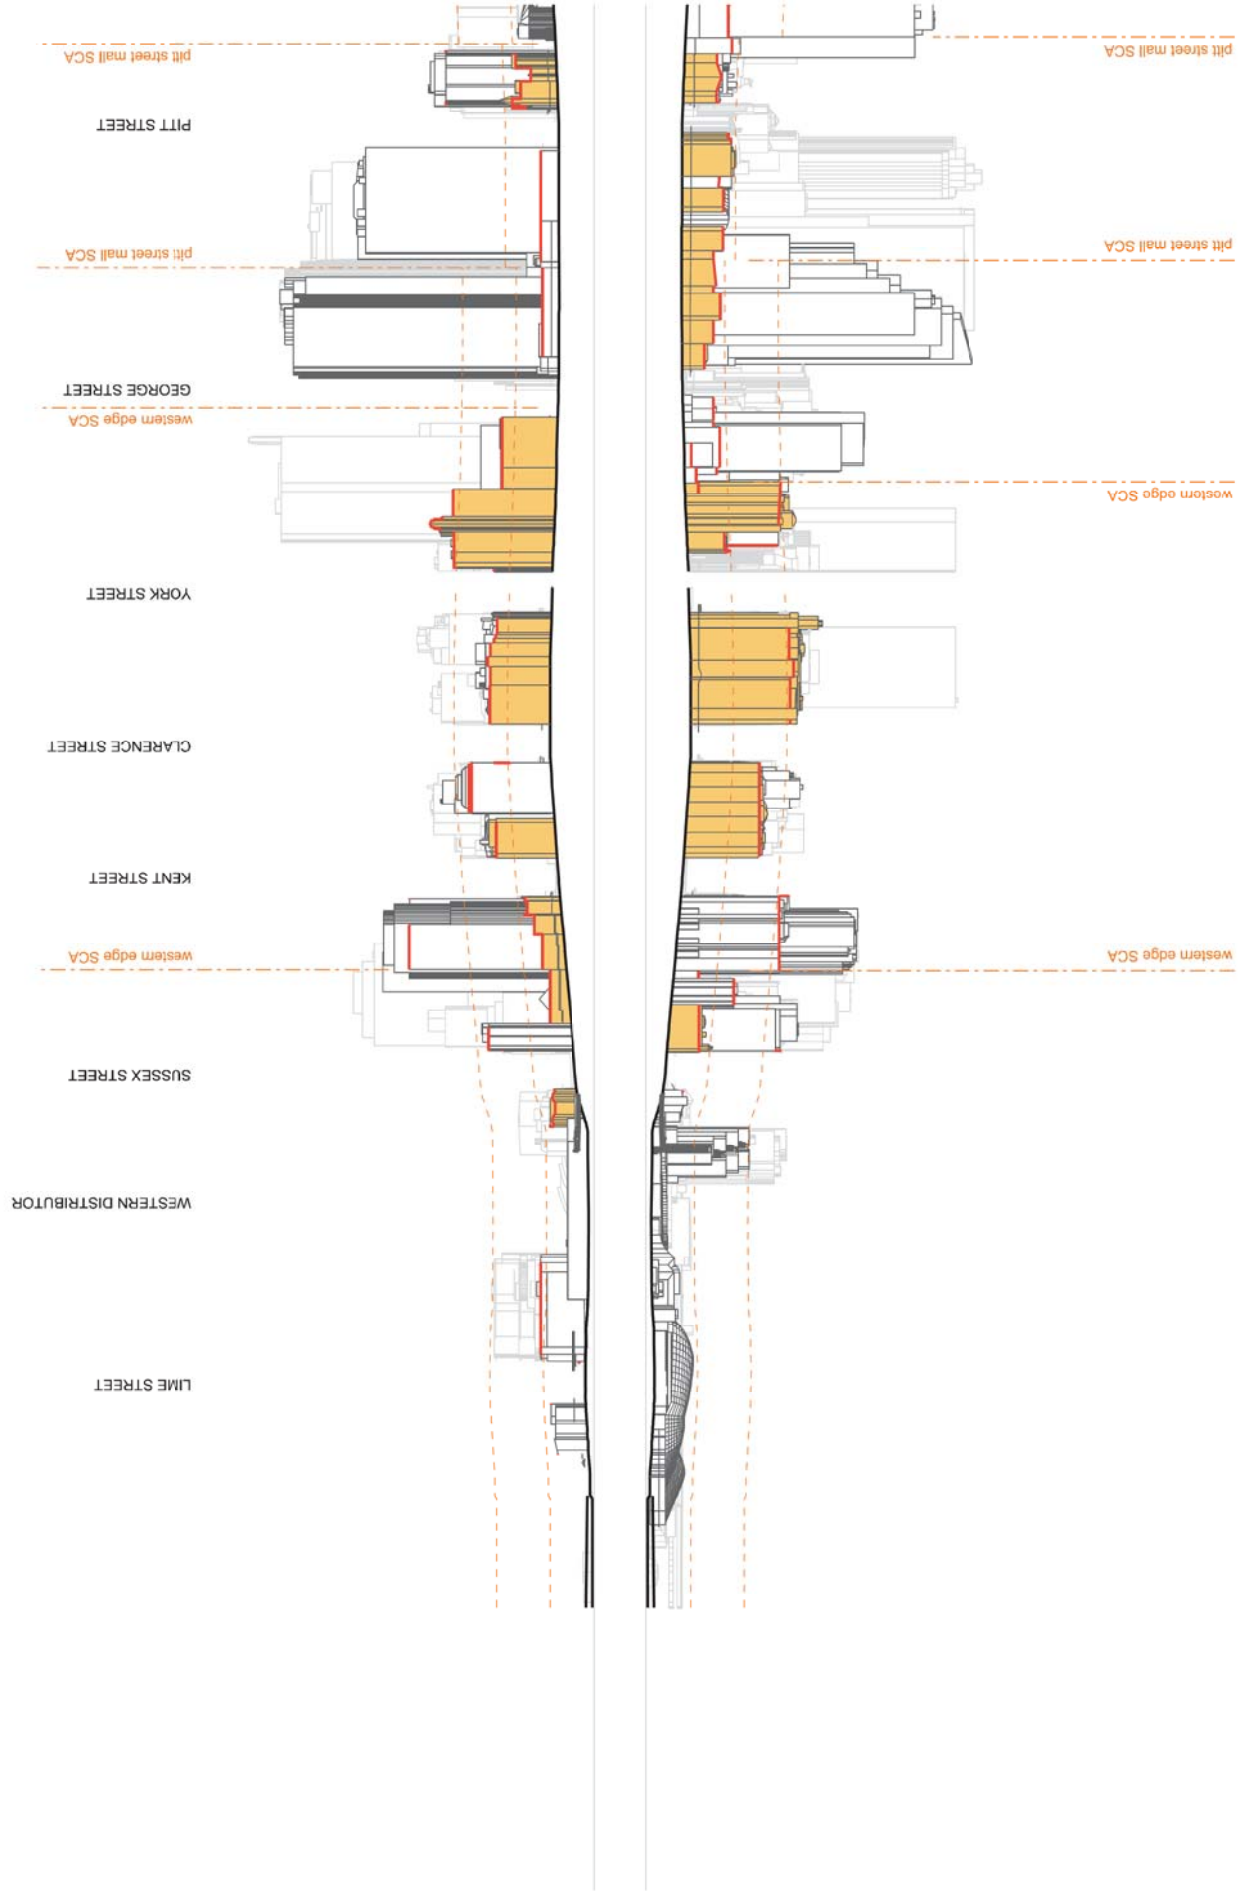 LIME STREET
WESTERN DISTRIBUTOR
SUSSEX STREET
western edge SCA
western edge SCA
KENT STREET
CLARENCE STREET
YORK STREET
western edge SCA
western edge SCA
GEORGE STREET
pitt street mall SCA
pitt street mall SCA
PITT STREET
pitt street mall SCA
pitt street mall SCA